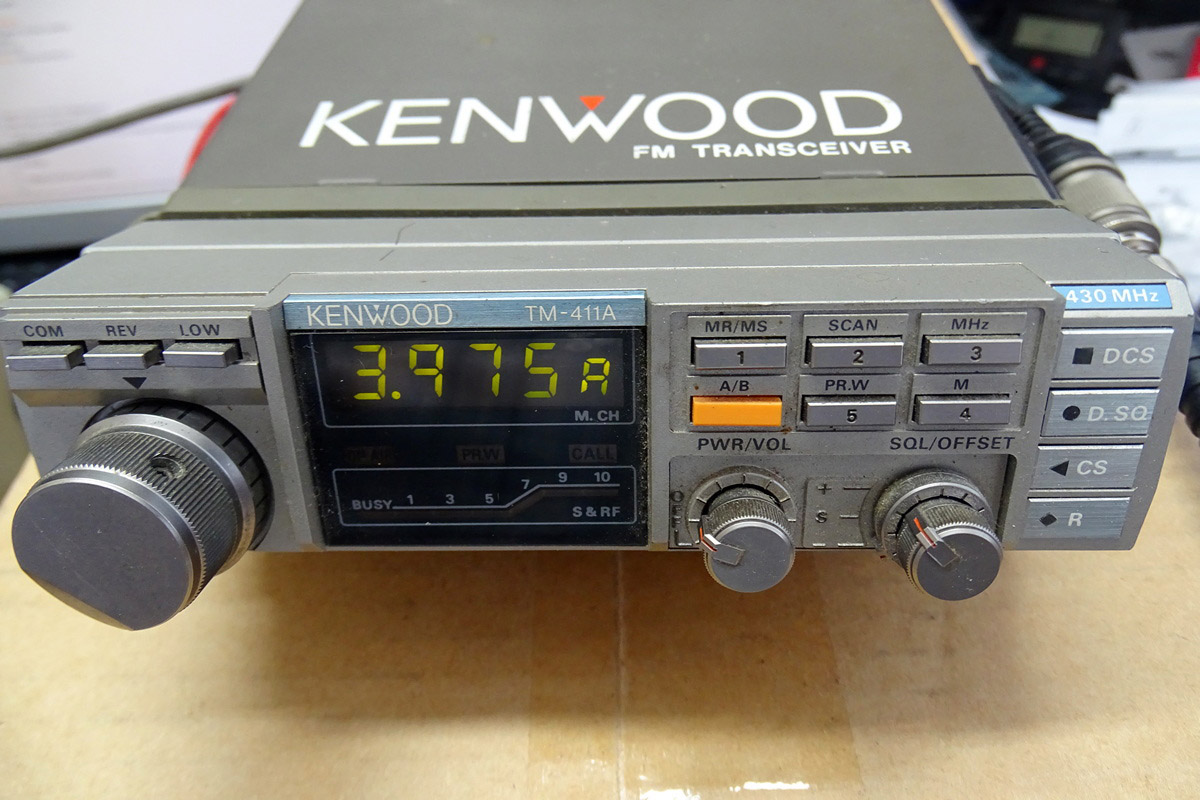 KENWOOD
FM TRANSCEIVER
COM REV LOW
KENWOOD TM-411A
3.975A
M. CH
PR.W CALL
BUSY 1 3 5 7 9 10
S & RF
MR/MS SCAN MHz
1 2 3
A/B PR.W M
5 4
PWR/VOL SQL/OFFSET
+
S
-
430 MHz
DCS
D.SQ
CS
R